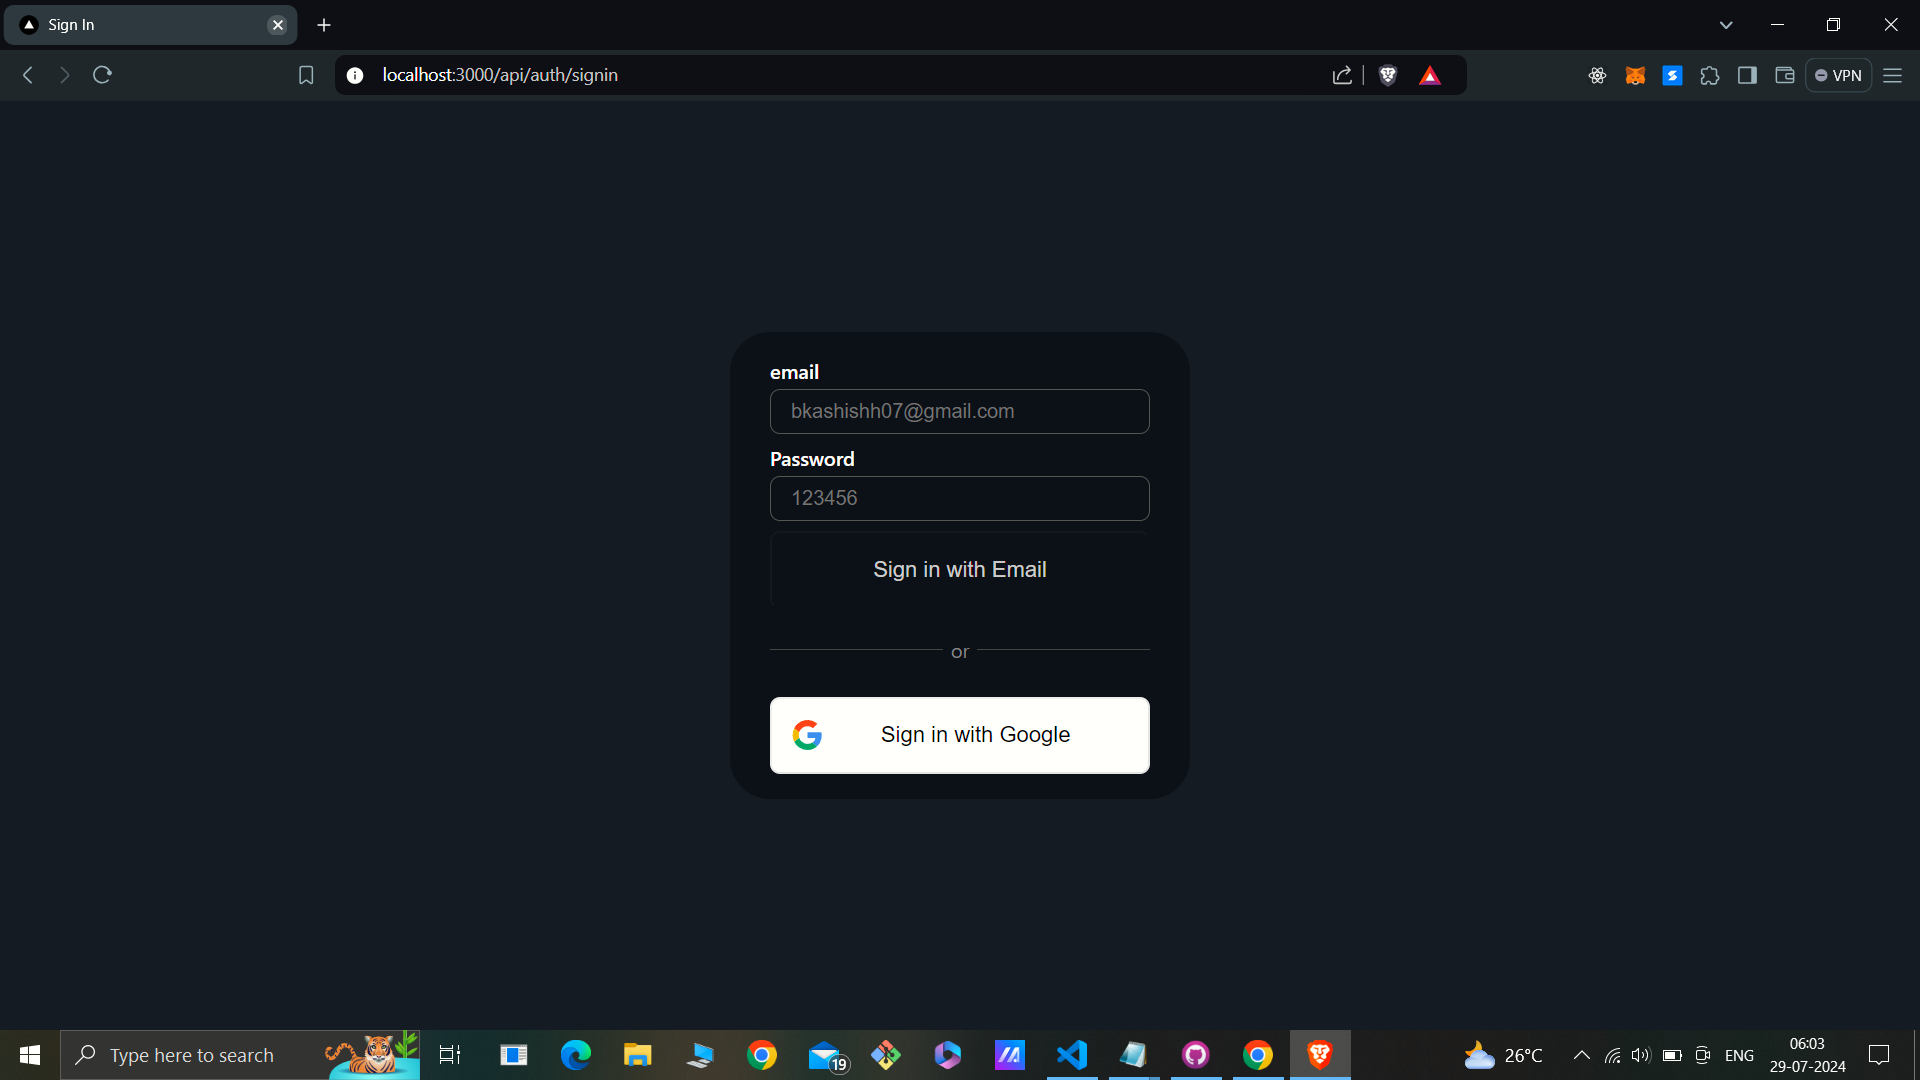 Sign In
localhost:3000/api/auth/signin
VPN
email
bkashishh07@gmail.com
Password
123456
Sign in with Email
or
Sign in with Google
Type here to search
19
26°C
ENG
06:03
29-07-2024